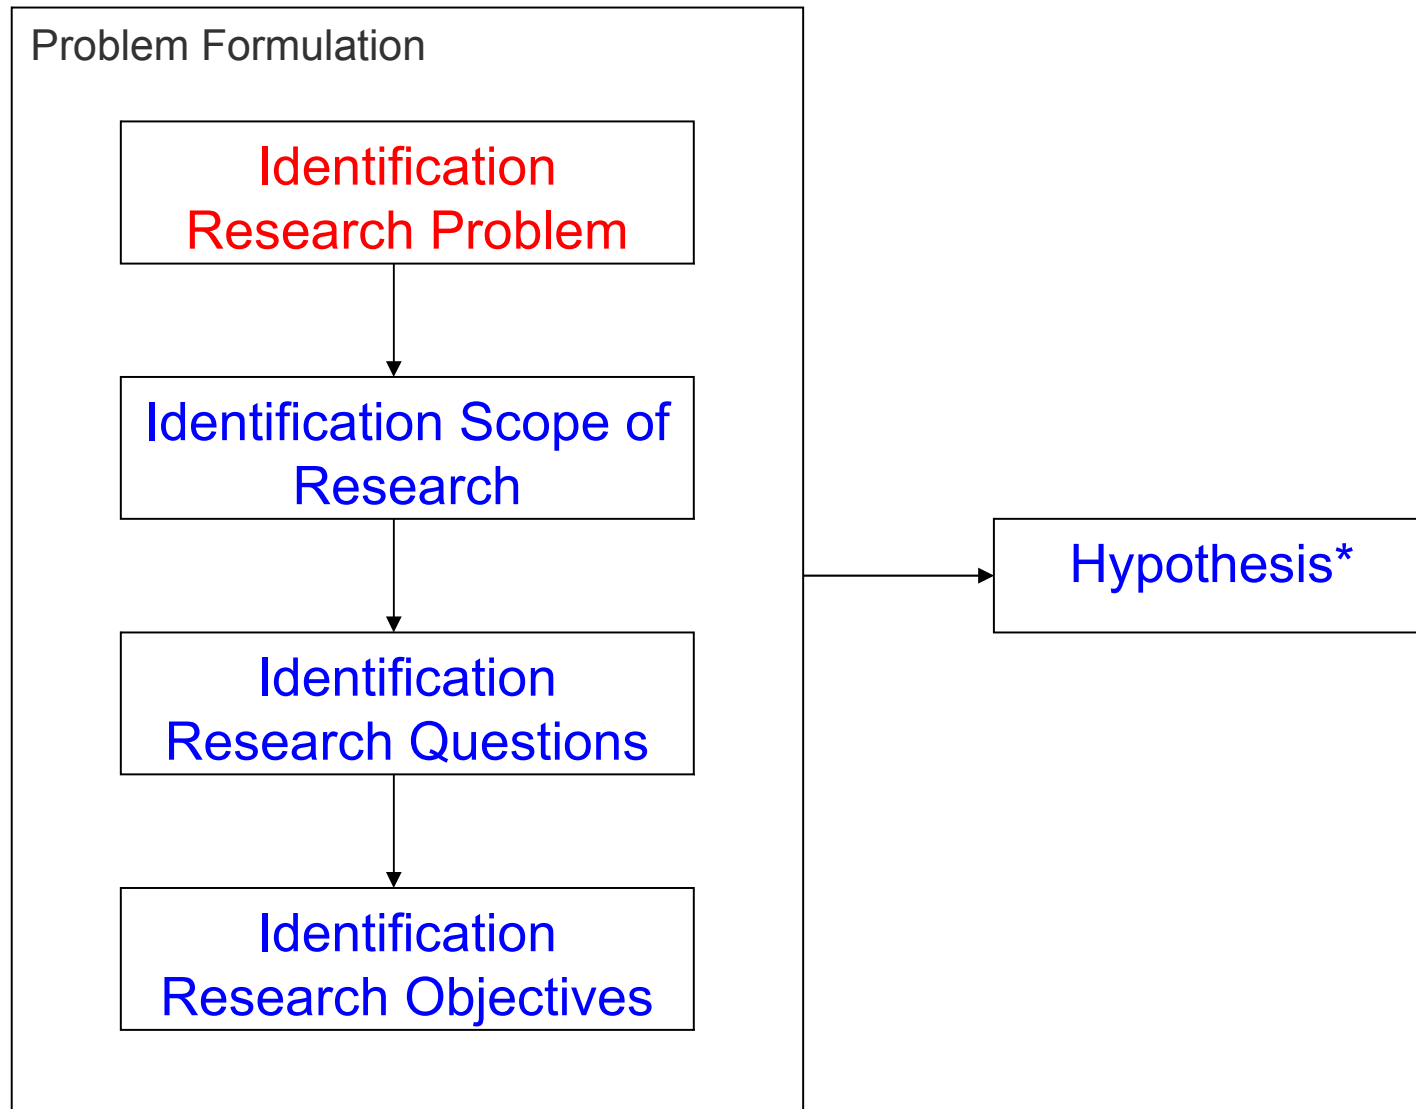 Problem Formulation
Identification
Research Problem
Identification Scope of
Research
Identification
Research Questions
Identification
Research Objectives
Hypothesis*